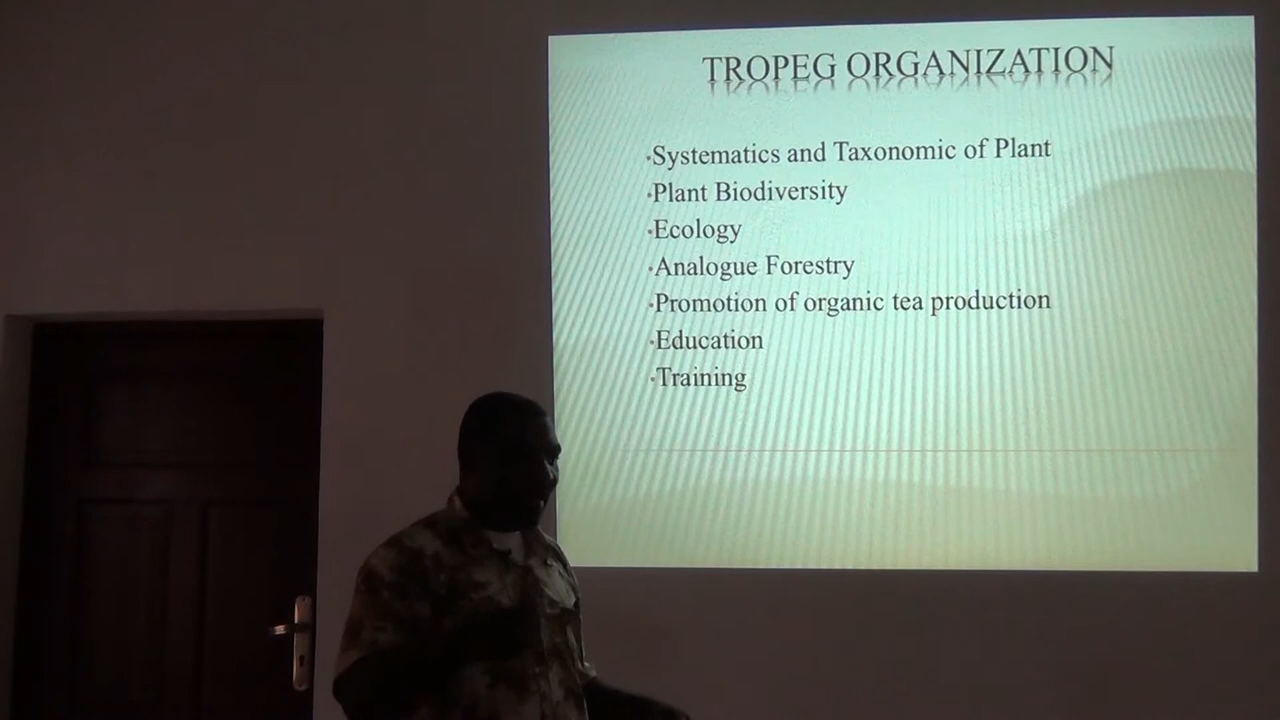 TROPEG ORGANIZATION
•Systematics and Taxonomic of Plant
•Plant Biodiversity
•Ecology
•Analogue Forestry
•Promotion of organic tea production
•Education
•Training